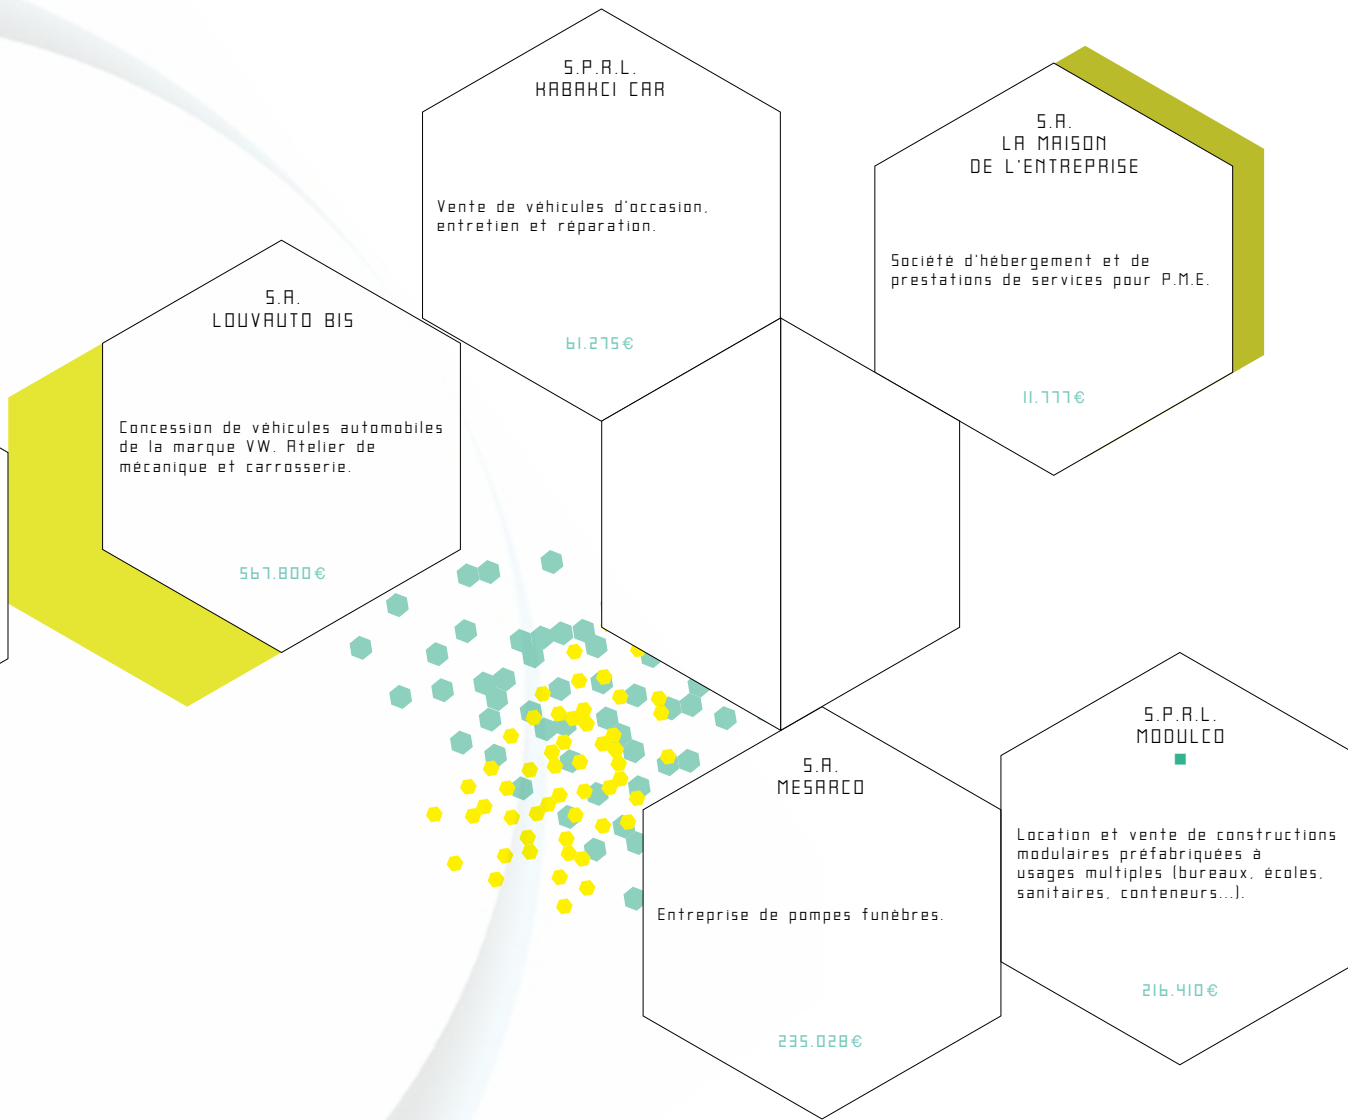 S.P.R.L.
KABAKCI CAR
Vente de véhicules d'occasion,
entretien et réparation.
61.275€
S.A.
LA MAISON
DE L'ENTREPRISE
Société d'hébergement et de
prestations de services pour P.M.E.
11.777€
S.A.
LOUVAUTO BIS
Concession de véhicules automobiles
de la marque VW. Atelier de
mécanique et carrosserie.
567.800€
S.A.
MESARCO
Entreprise de pompes funèbres.
235.028€
S.P.R.L.
MODULCO
Location et vente de constructions
modulaires préfabriquées à
usages multiples (bureaux, écoles,
sanitaires, conteneurs...).
216.410€